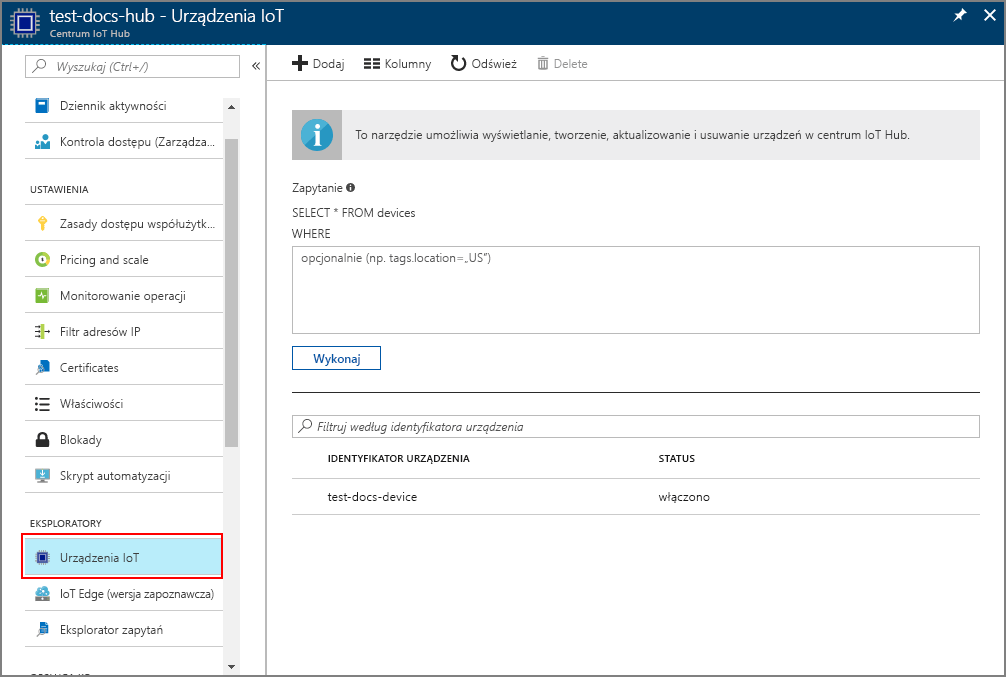 test-docs-hub - Urządzenia IoT
Centrum IoT Hub
Wyszukaj (Ctrl+/)
«
Dziennik aktywności
Kontrola dostępu (Zarządza...
USTAWIENIA
Zasady dostępu współużytk...
Pricing and scale
Monitorowanie operacji
Filtr adresów IP
Certificates
Właściwości
Blokady
Skrypt automatyzacji
EKSPLORATORY
Urządzenia IoT
IoT Edge (wersja zapoznawcza)
Eksplorator zapytań
Dodaj
Kolumny
Odśwież
Delete
To narzędzie umożliwia wyświetlanie, tworzenie, aktualizowanie i usuwanie urządzeń w centrum IoT Hub.
Zapytanie
SELECT * FROM devices
WHERE
opcjonalnie (np. tags.location=„US”)
Wykonaj
Filtruj według identyfikatora urządzenia
IDENTYFIKATOR URZĄDZENIA STATUS
test-docs-device włączono